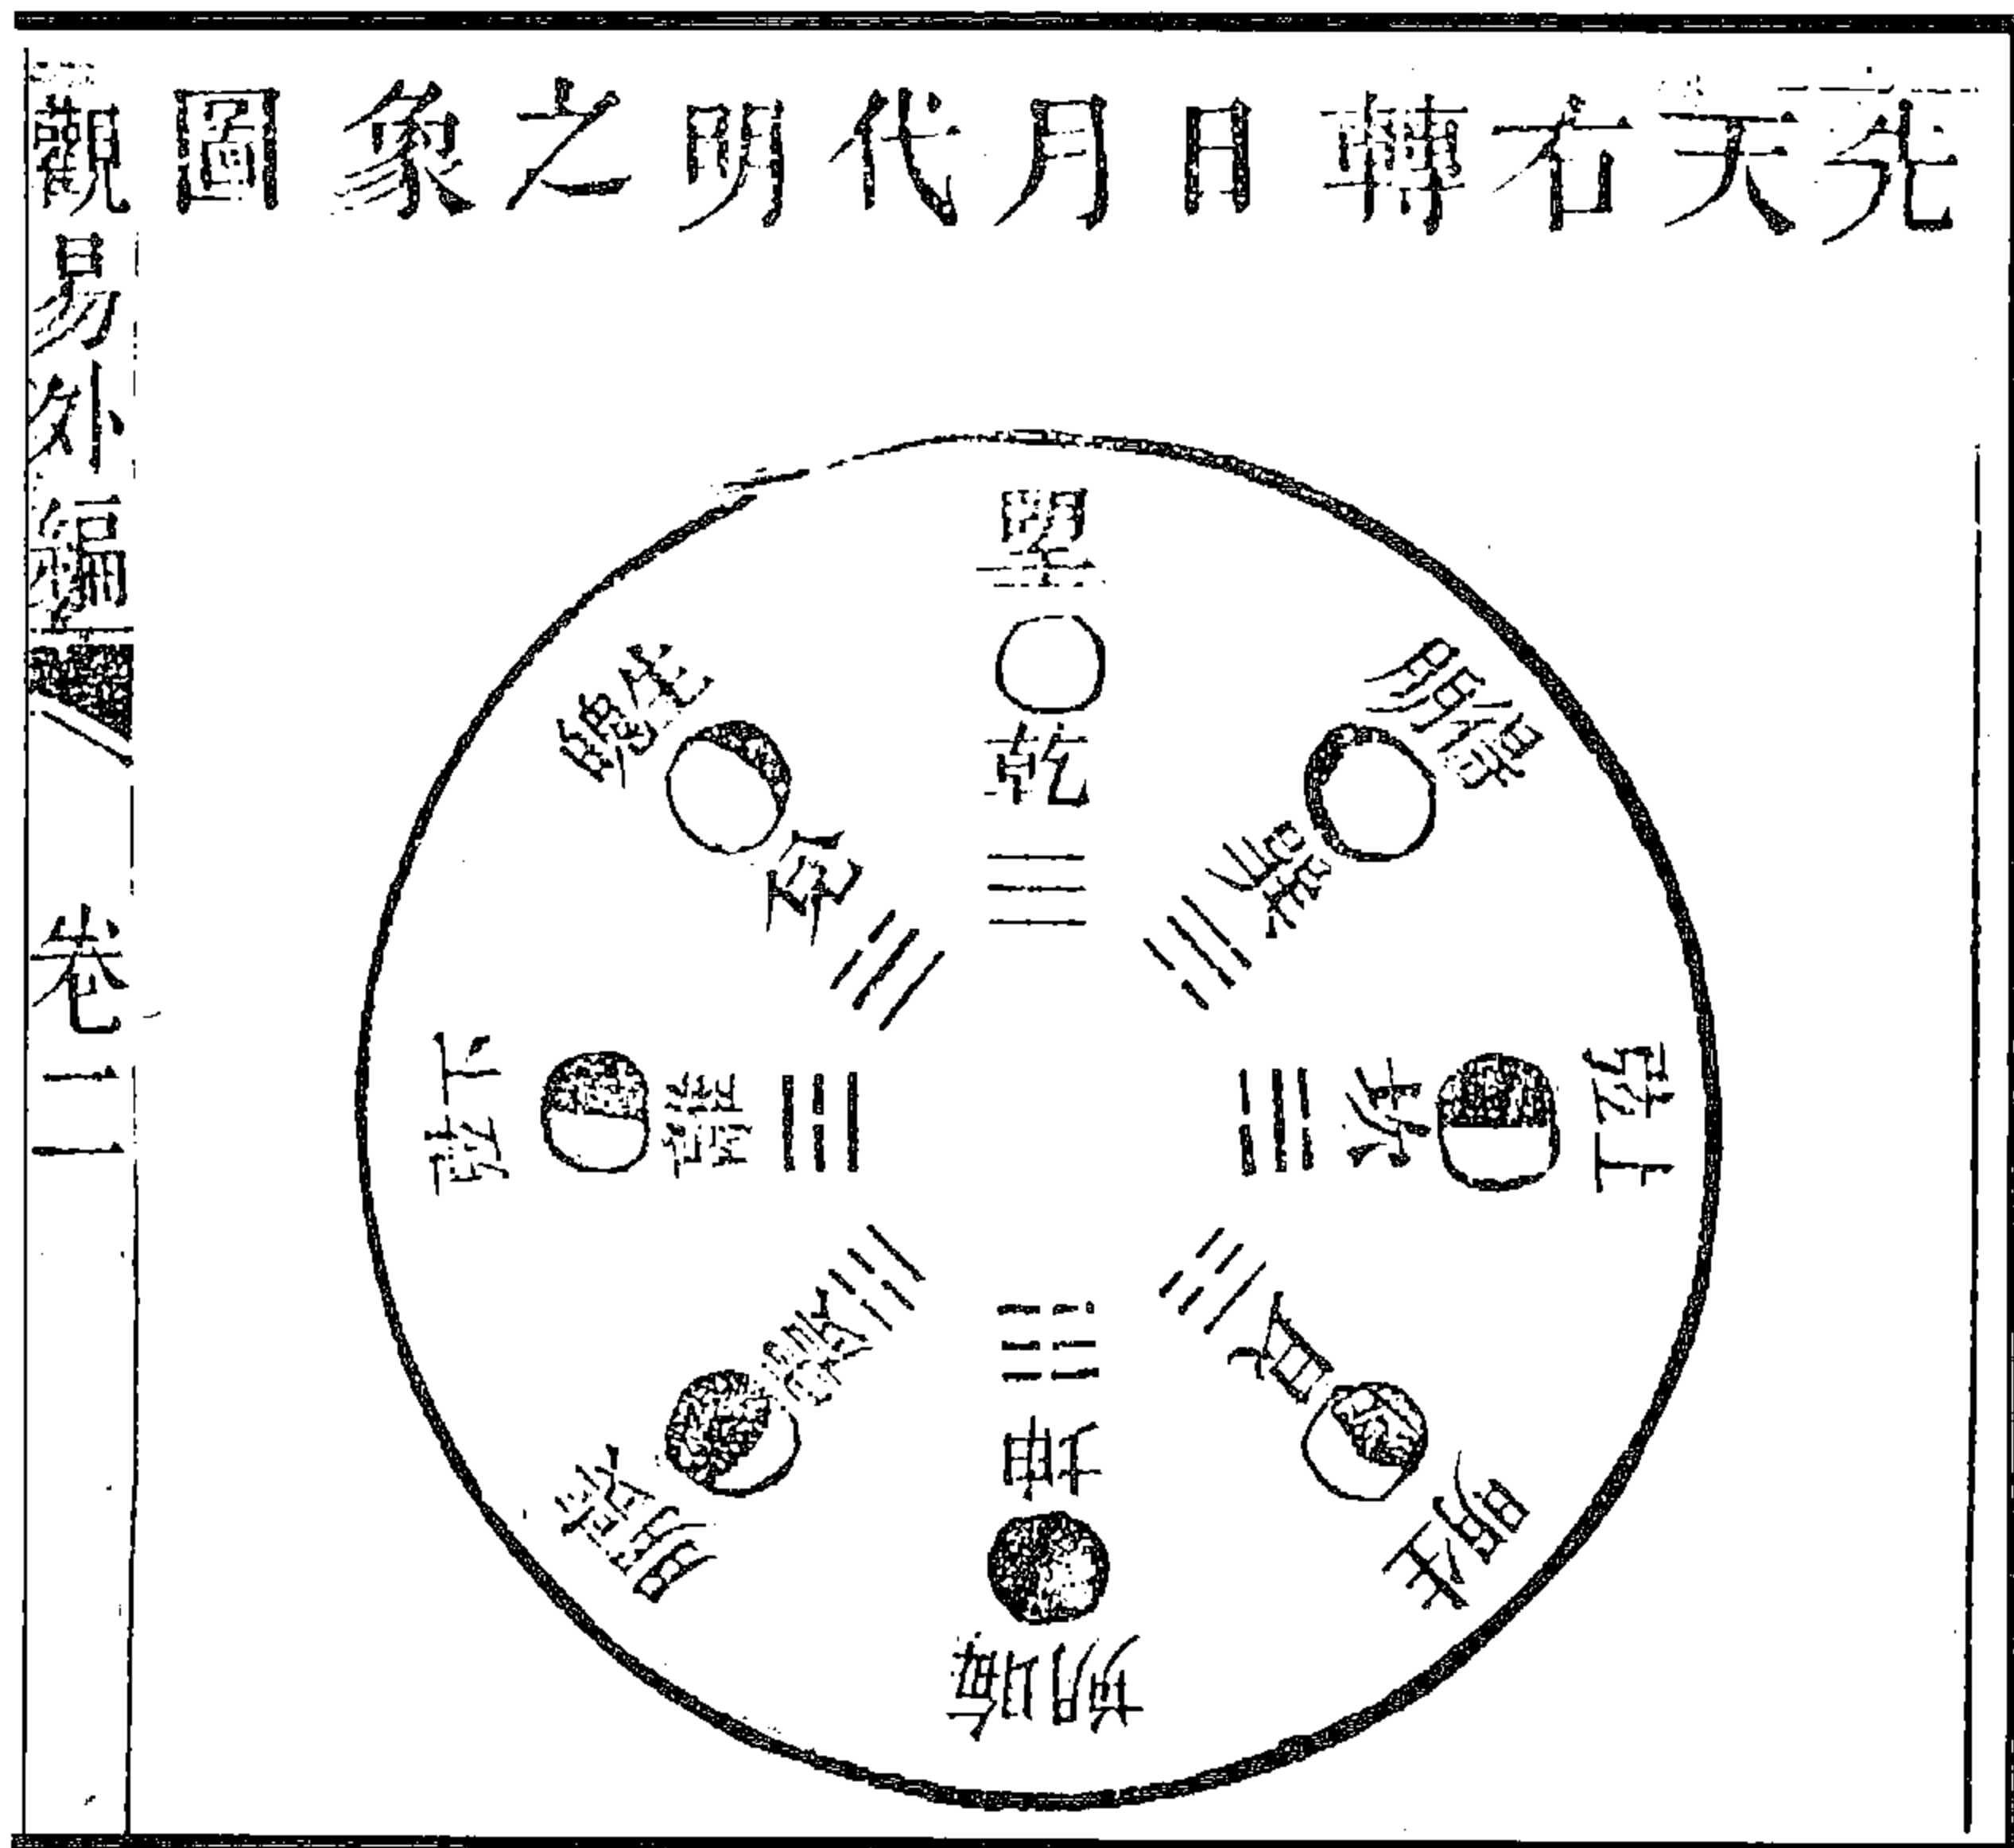 先天右轉日月代明之象圖
望
乾
明
巽
上弦
坎
生明
艮
晦朔
坤
明
震
下弦
離
生魄
兌
觀易外編 卷二